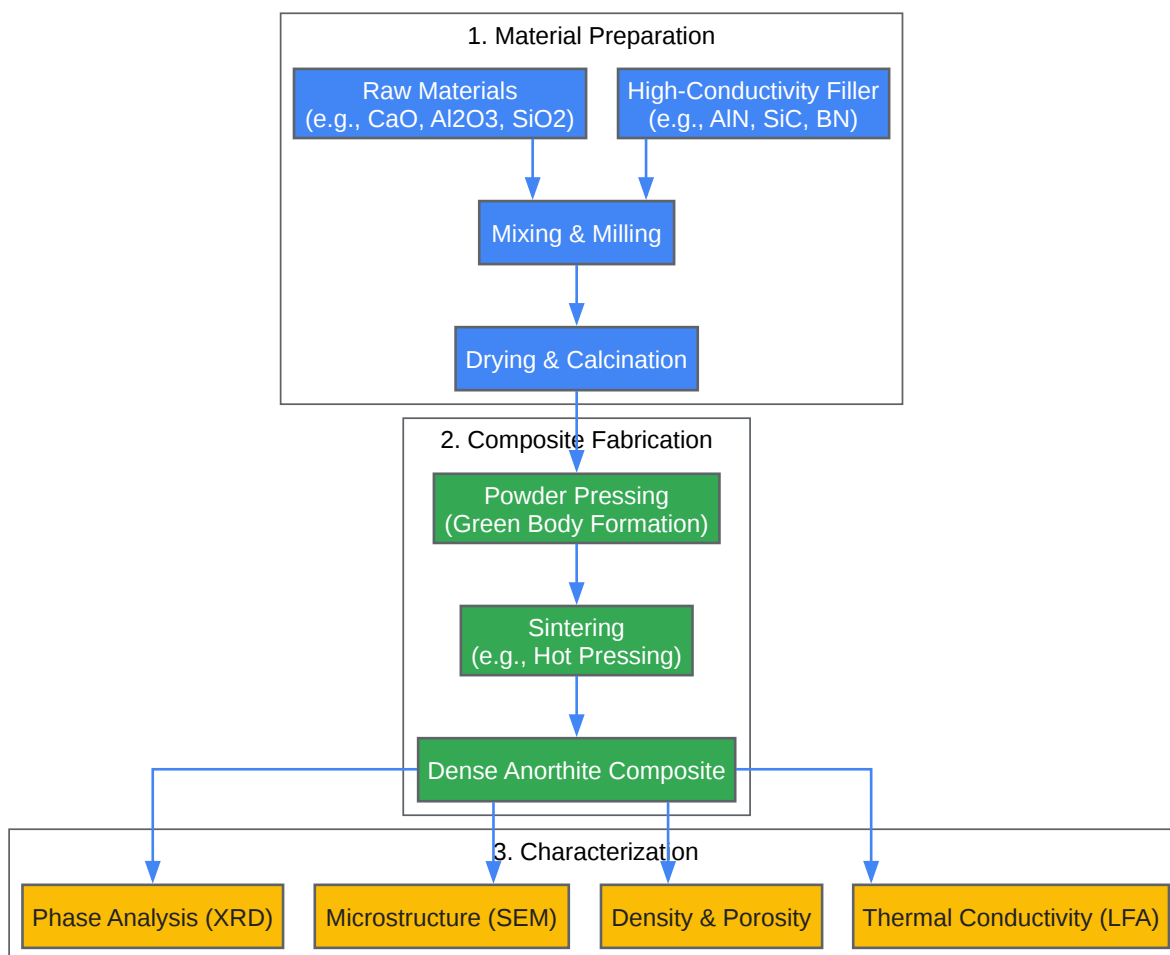 1. Material Preparation
Raw Materials
(e.g., CaO, Al2O3, SiO2)
High-Conductivity Filler
(e.g., AlN, SiC, BN)
Mixing & Milling
Drying & Calcination
2. Composite Fabrication
Powder Pressing
(Green Body Formation)
Sintering
(e.g., Hot Pressing)
Dense Anorthite Composite
3. Characterization
Phase Analysis (XRD)
Microstructure (SEM)
Density & Porosity
Thermal Conductivity (LFA)